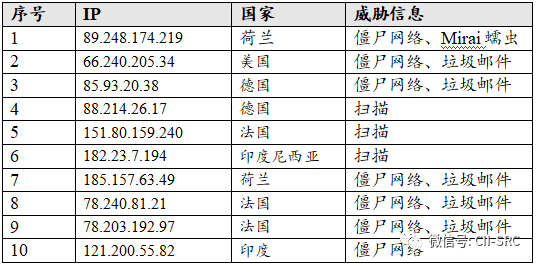 序号 IP 国家 威胁信息
1 89.248.174.219 荷兰 僵尸网络、Mirai蠕虫
2 66.240.205.34 美国 僵尸网络、垃圾邮件
3 85.93.20.38 德国 僵尸网络、垃圾邮件
4 88.214.26.17 德国 扫描
5 151.80.159.240 法国 扫描
6 182.23.7.194 印度尼西亚 扫描
7 185.157.63.49 荷兰 僵尸网络、垃圾邮件
8 78.240.81.21 法国 僵尸网络、垃圾邮件
9 78.203.192.97 法国 僵尸网络、垃圾邮件
10 121.200.55.82 印度 僵尸网络
微信号: CII-SRC